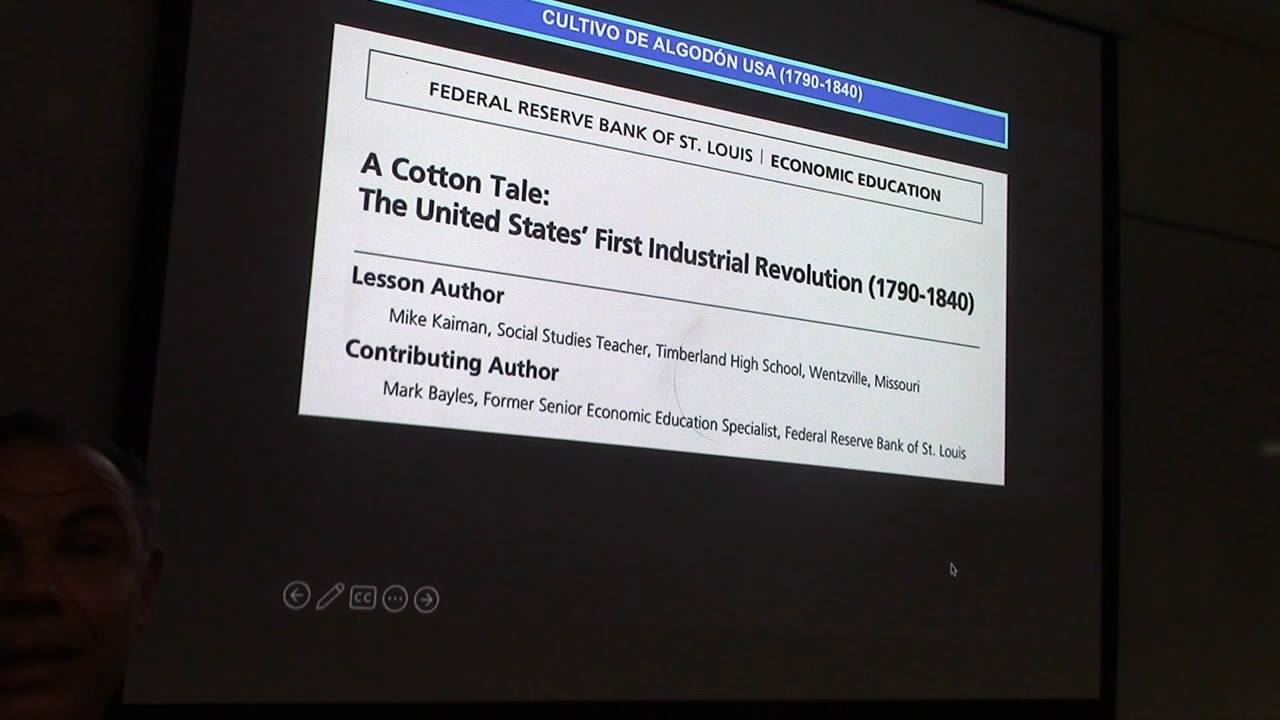 CULTIVO DE ALGODÓN USA (1790-1840)
FEDERAL RESERVE BANK OF ST. LOUIS | ECONOMIC EDUCATION
A Cotton Tale:
The United States' First Industrial Revolution (1790-1840)
Lesson Author
Mike Kaiman, Social Studies Teacher, Timberland High School, Wentzville, Missouri
Contributing Author
Mark Bayles, Former Senior Economic Education Specialist, Federal Reserve Bank of St. Louis
CC